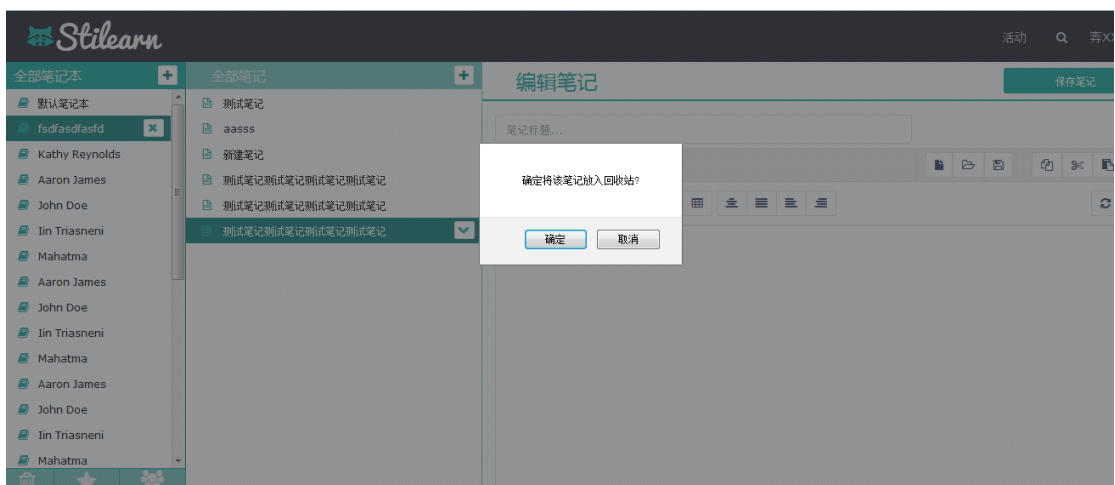 Stilearn
活动
奔XX
全部笔记本
默认笔记本
fsdfasdfasfd
Kathy Reynolds
Aaron James
John Doe
Iin Triasneni
Mahatma
Aaron James
John Doe
Iin Triasneni
Mahatma
Aaron James
John Doe
Iin Triasneni
Mahatma
全部笔记
测试笔记
aasss
新建笔记
测试笔记测试笔记测试笔记测试笔记
测试笔记测试笔记测试笔记测试笔记
测试笔记测试笔记测试笔记测试笔记
编辑笔记
保存笔记
笔记标题...
确定将该笔记放入回收站?
确定
取消